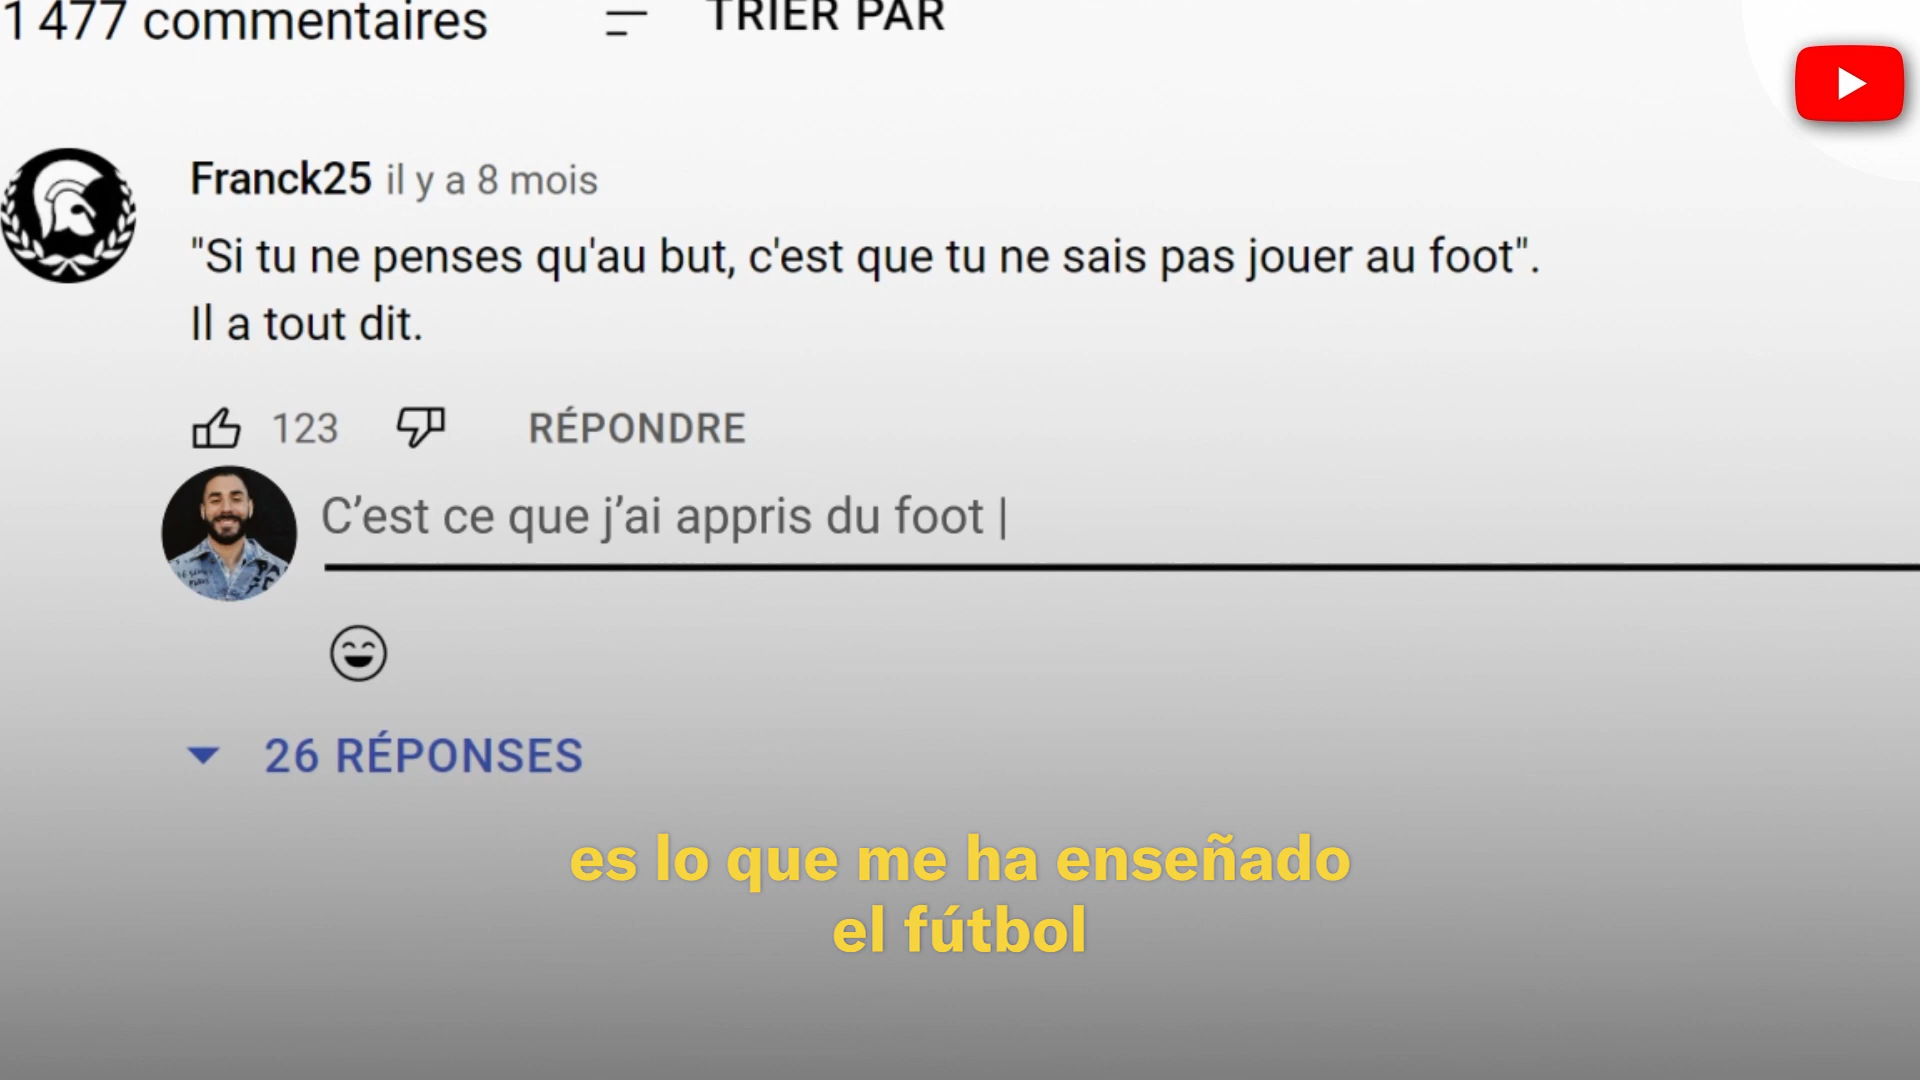 1 477 commentaires
TRIER PAR
Franck25 il y a 8 mois
"Si tu ne penses qu'au but, c'est que tu ne sais pas jouer au foot".
Il a tout dit.
123
RÉPONDRE
C’est ce que j’ai appris du foot |
26 RÉPONSES
es lo que me ha enseñado
el fútbol